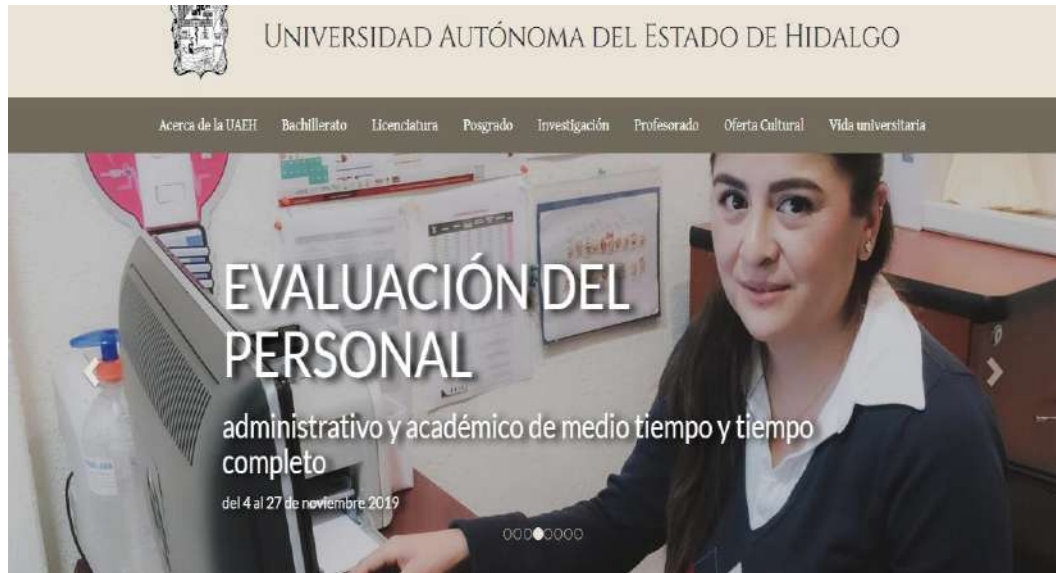 UNIVERSIDAD AUTÓNOMA DEL ESTADO DE HIDALGO
Acerca de la UAEH Bachillerato Licenciatura Posgrado Investigación Profesorado Oferta Cultural Vida universitaria
EVALUACIÓN DEL
PERSONAL
administrativo y académico de medio tiempo y tiempo
completo
del 4 al 27 de noviembre 2019